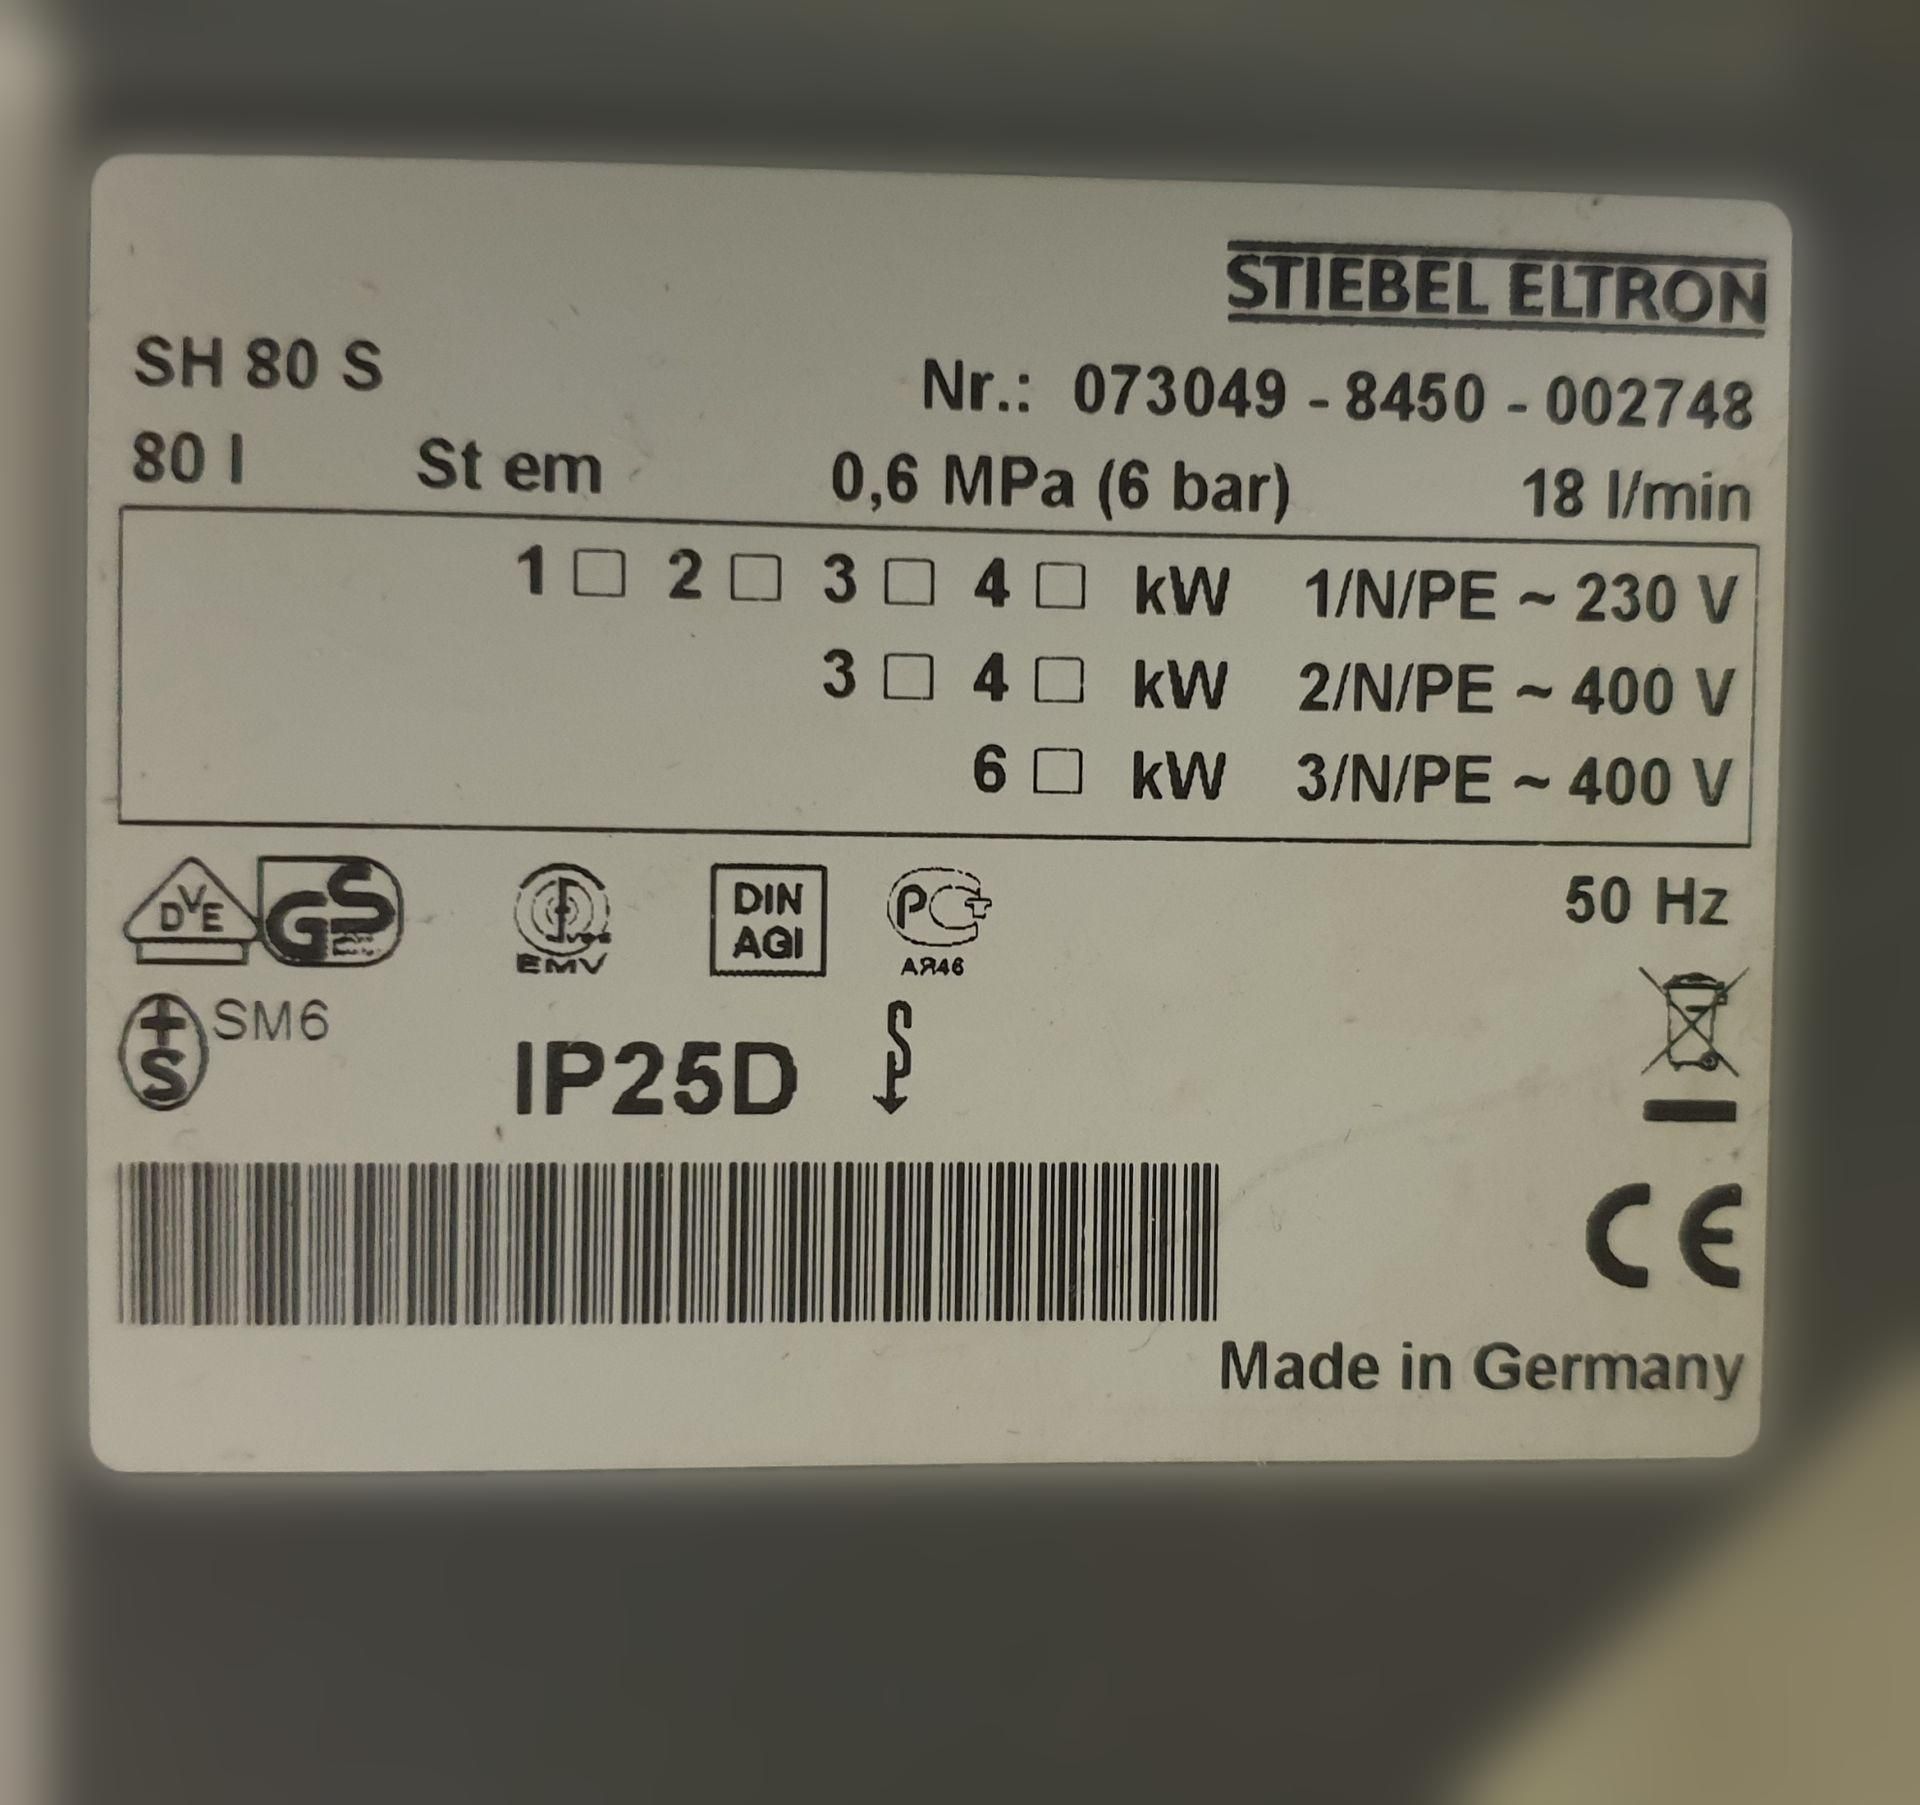 STIEBEL ELTRON
SH 80 S Nr.: 073049 - 8450 - 002748
80 l St em 0,6 MPa (6 bar) 18 l/min
1 □ 2 □ 3 □ 4 □ kW 1/N/PE ~ 230 V
3 □ 4 □ kW 2/N/PE ~ 400 V
6 □ kW 3/N/PE ~ 400 V
DVE GS EMV DIN AGI PCT АЯ46 50 Hz
+S SM6
IP25D
CE
Made in Germany